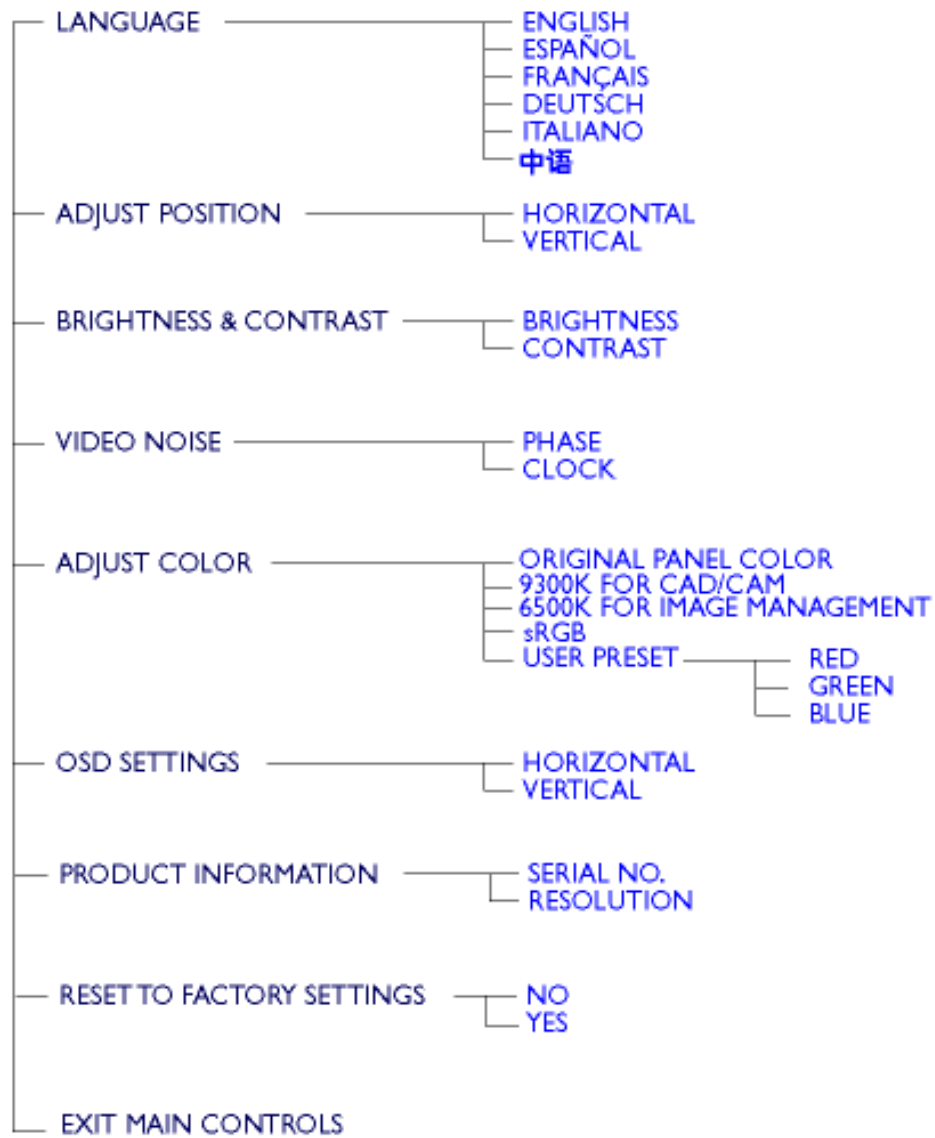 LANGUAGE
ENGLISH
ESPAÑOL
FRANÇAIS
DEUTSCH
ITALIANO
中语
ADJUST POSITION
HORIZONTAL
VERTICAL
BRIGHTNESS & CONTRAST
BRIGHTNESS
CONTRAST
VIDEO NOISE
PHASE
CLOCK
ADJUST COLOR
ORIGINAL PANEL COLOR
9300K FOR CAD/CAM
6500K FOR IMAGE MANAGEMENT
sRGB
USER PRESET
RED
GREEN
BLUE
OSD SETTINGS
HORIZONTAL
VERTICAL
PRODUCT INFORMATION
SERIAL NO.
RESOLUTION
RESET TO FACTORY SETTINGS
NO
YES
EXIT MAIN CONTROLS